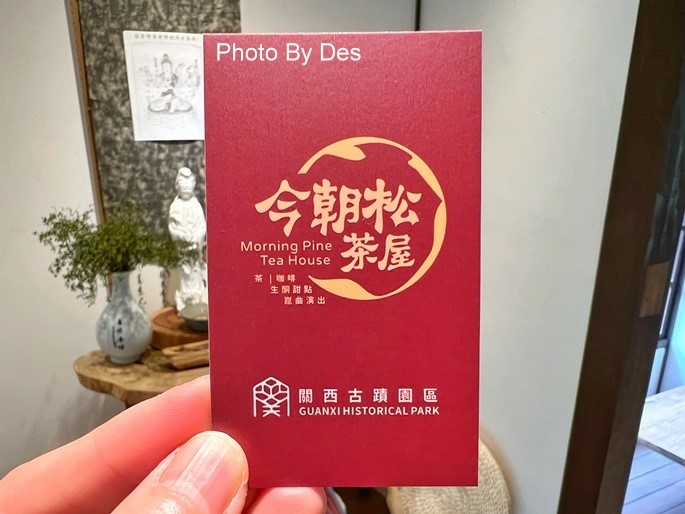 Photo By Des
今朝松
茶屋
Morning Pine
Tea House
茶 | 咖啡
生酮甜點
崑曲演出
關西古蹟園區
GUANXI HISTORICAL PARK